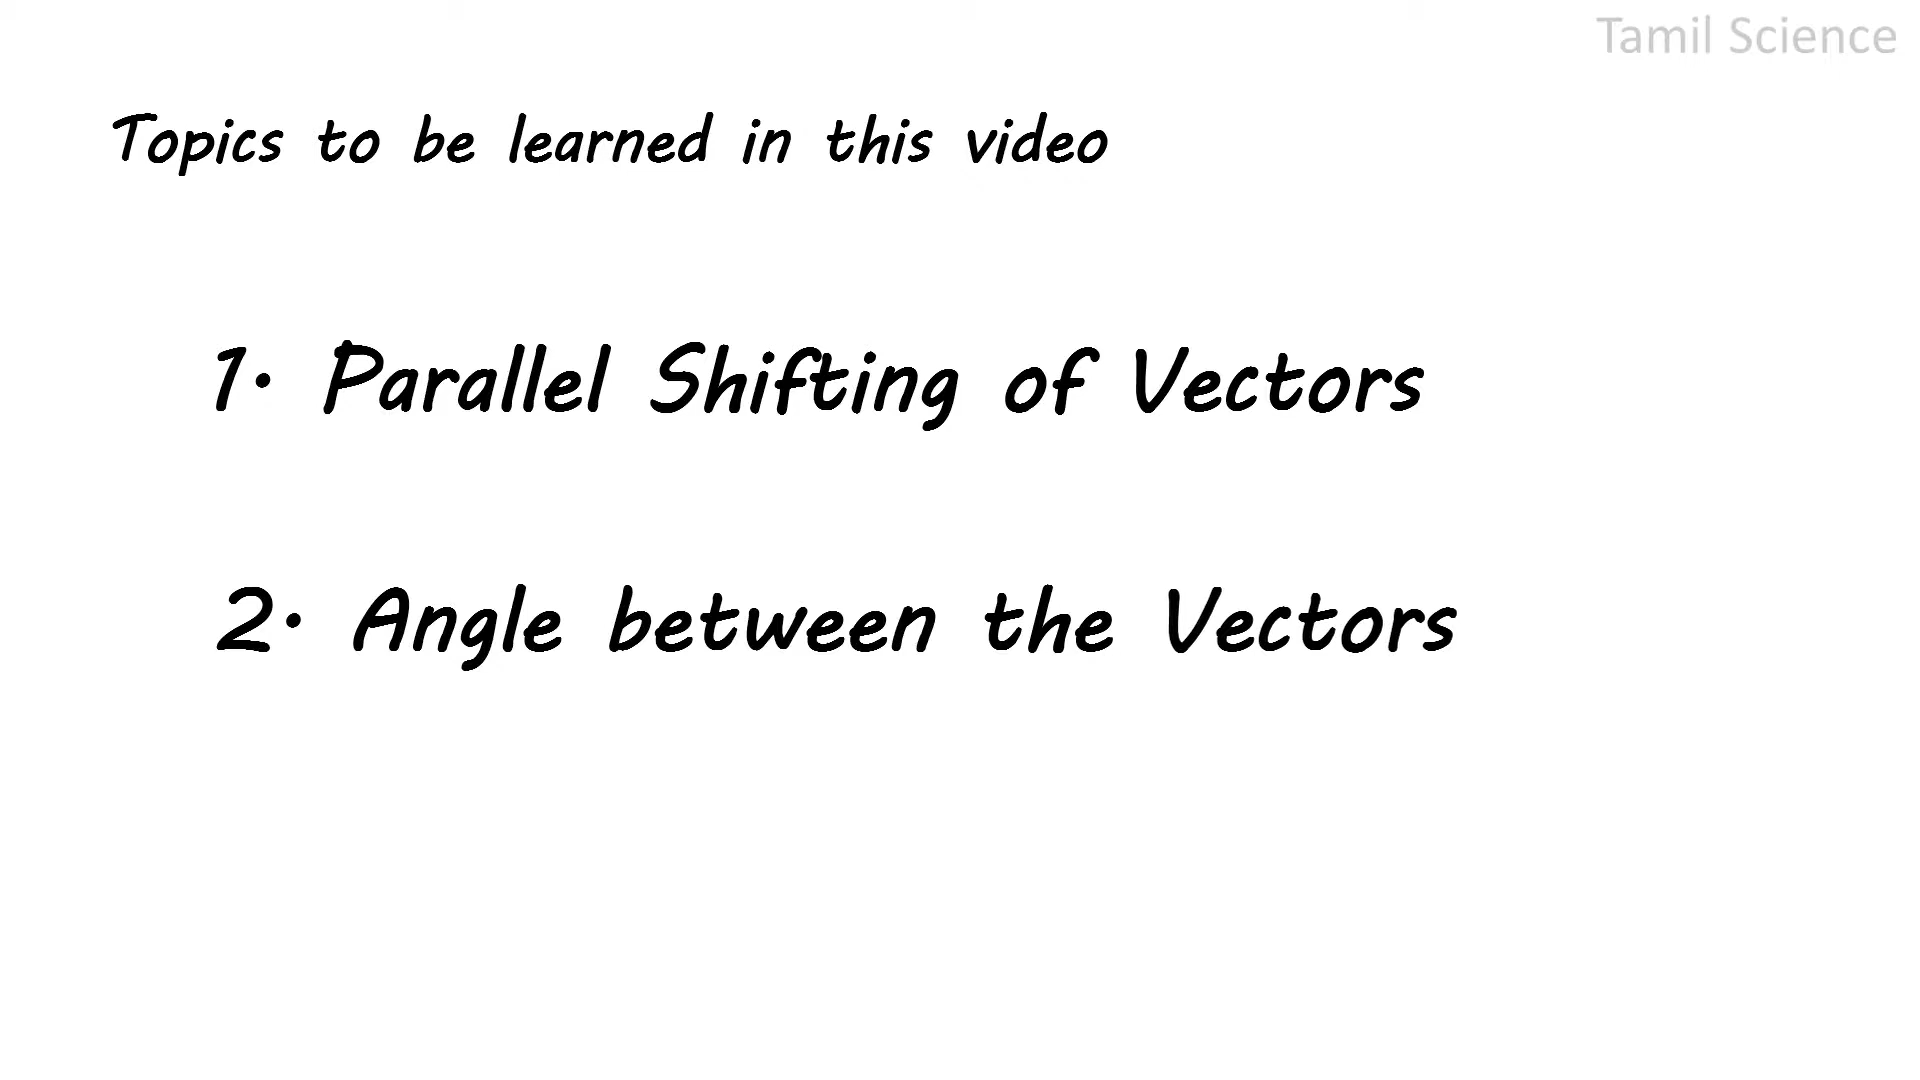 Tamil Science
Topics to be learned in this video
1. Parallel Shifting of Vectors
2. Angle between the Vectors